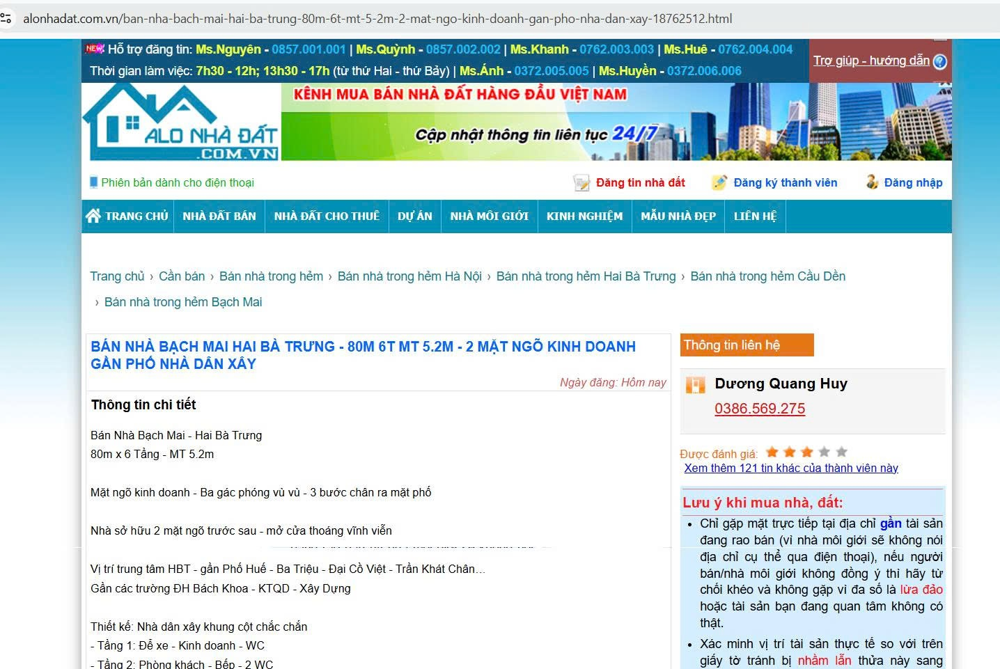 alonhadat.com.vn/ban-nha-bach-mai-hai-ba-trung-80m-6t-mt-5-2m-2-mat-ngo-kinh-doanh-gan-pho-nha-dan-xay-18762512.html
NEW Hỗ trợ đăng tin: Ms.Nguyên - 0857.001.001 | Ms.Quỳnh - 0857.002.002 | Ms.Khanh - 0762.003.003 | Ms.Huê - 0762.004.004
Thời gian làm việc: 7h30 - 12h; 13h30 - 17h (từ thứ Hai - thứ Bảy) | Ms.Ánh - 0372.005.005 | Ms.Huyền - 0372.006.006
Trợ giúp - hướng dẫn ?
ALO NHÀ ĐẤT
.COM.VN
KÊNH MUA BÁN NHÀ ĐẤT HÀNG ĐẦU VIỆT NAM
Cập nhật thông tin liên tục 24/7
Phiên bản dành cho điện thoại
Đăng tin nhà đất
Đăng ký thành viên
Đăng nhập
TRANG CHỦ NHÀ ĐẤT BÁN NHÀ ĐẤT CHO THUÊ DỰ ÁN NHÀ MÔI GIỚI KINH NGHIỆM MẪU NHÀ ĐẸP LIÊN HỆ
Trang chủ › Cần bán › Bán nhà trong hẻm › Bán nhà trong hẻm Hà Nội › Bán nhà trong hẻm Hai Bà Trưng › Bán nhà trong hẻm Cầu Dền
› Bán nhà trong hẻm Bạch Mai
BÁN NHÀ BẠCH MAI HAI BÀ TRƯNG - 80M 6T MT 5.2M - 2 MẶT NGÕ KINH DOANH
GẦN PHỐ NHÀ DÂN XÂY
Ngày đăng: Hôm nay
Thông tin chi tiết
Bán Nhà Bạch Mai - Hai Bà Trưng
80m x 6 Tầng - MT 5.2m
Mặt ngõ kinh doanh - Ba gác phóng vù vù - 3 bước chân ra mặt phố
Nhà sở hữu 2 mặt ngõ trước sau - mở cửa thoáng vĩnh viễn
Vị trí trung tâm HBT - gần Phố Huế - Ba Triệu - Đại Cồ Việt - Trần Khát Chân…
Gần các trường ĐH Bách Khoa - KTQD - Xây Dựng
Thiết kế: Nhà dân xây khung cột chắc chắn
- Tầng 1: Để xe - Kinh doanh - WC
- Tầng 2: Phòng khách - Bếp - 2 WC
Thông tin liên hệ
Dương Quang Huy
0386.569.275
Được đánh giá:
Xem thêm 121 tin khác của thành viên này
Lưu ý khi mua nhà, đất:
• Chỉ gặp mặt trực tiếp tại địa chỉ gần tài sản
đang rao bán (vì nhà môi giới sẽ không nói
địa chỉ cụ thể qua điện thoại), nếu người
bán/nhà môi giới không đồng ý thì hãy từ
chối khéo và không gặp vì đa số là lừa đảo
hoặc tài sản bạn đang quan tâm không có
thật.
• Xác minh vị trí tài sản thực tế so với trên
giấy tờ tránh bị nhầm lẫn thửa này sang